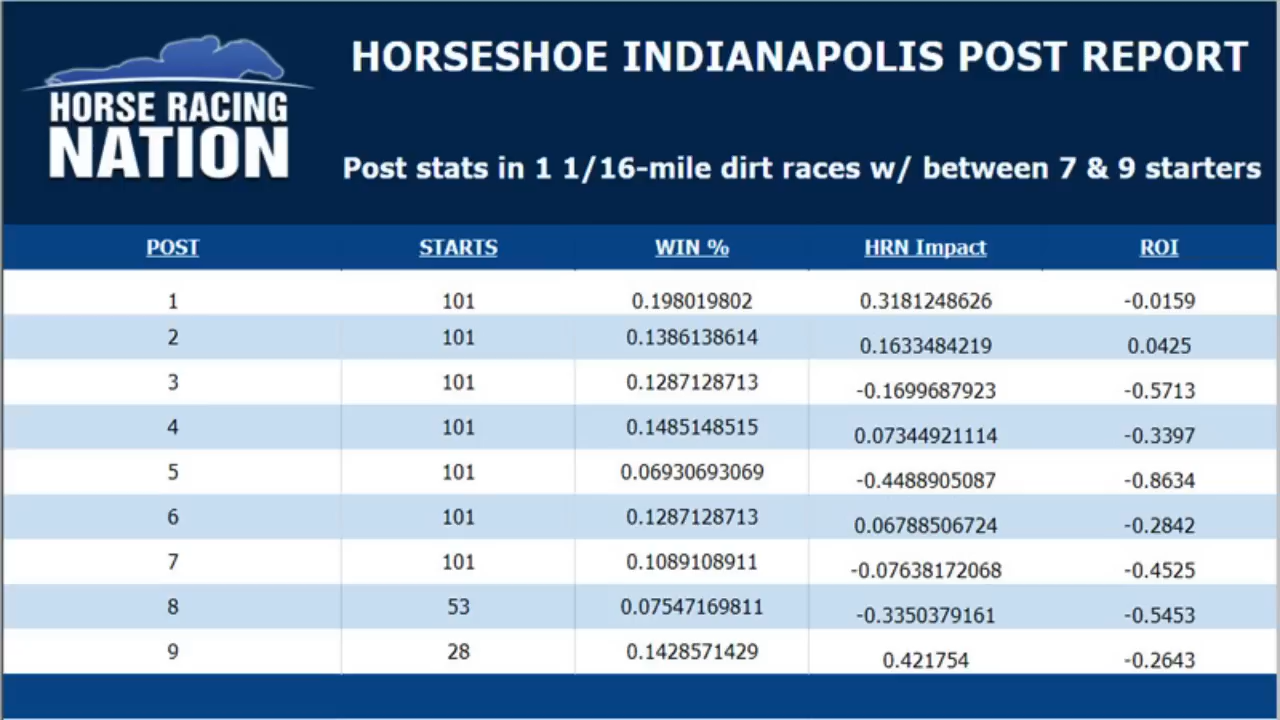 HORSESHOE INDIANAPOLIS POST REPORT
HORSE RACING
NATION
Post stats in 1 1/16-mile dirt races w/ between 7 & 9 starters
POST STARTS WIN % HRN Impact ROI
1 101 0.198019802 0.3181248626 -0.0159
2 101 0.1386138614 0.1633484219 0.0425
3 101 0.1287128713 -0.1699687923 -0.5713
4 101 0.1485148515 0.07344921114 -0.3397
5 101 0.06930693069 -0.4488905087 -0.8634
6 101 0.1287128713 0.06788506724 -0.2842
7 101 0.1089108911 -0.07638172068 -0.4525
8 53 0.07547169811 -0.3350379161 -0.5453
9 28 0.1428571429 0.421754 -0.2643